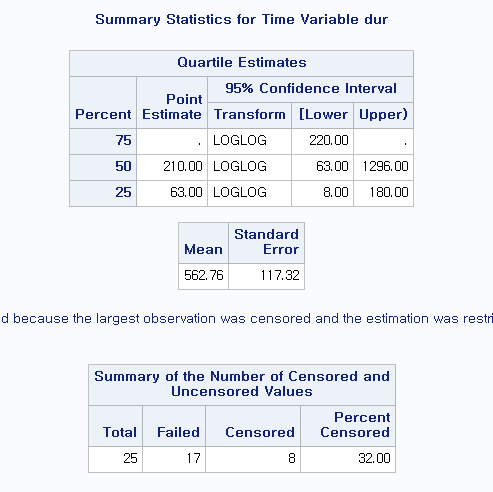 Summary Statistics for Time Variable dur
Quartile Estimates
95% Confidence Interval
Point
Percent Estimate Transform [Lower Upper)
75 . LOGLOG 220.00 .
50 210.00 LOGLOG 63.00 1296.00
25 63.00 LOGLOG 8.00 180.00
Standard
Mean Error
562.76 117.32
d because the largest observation was censored and the estimation was restri
Summary of the Number of Censored and
Uncensored Values
Percent
Total Failed Censored Censored
25 17 8 32.00